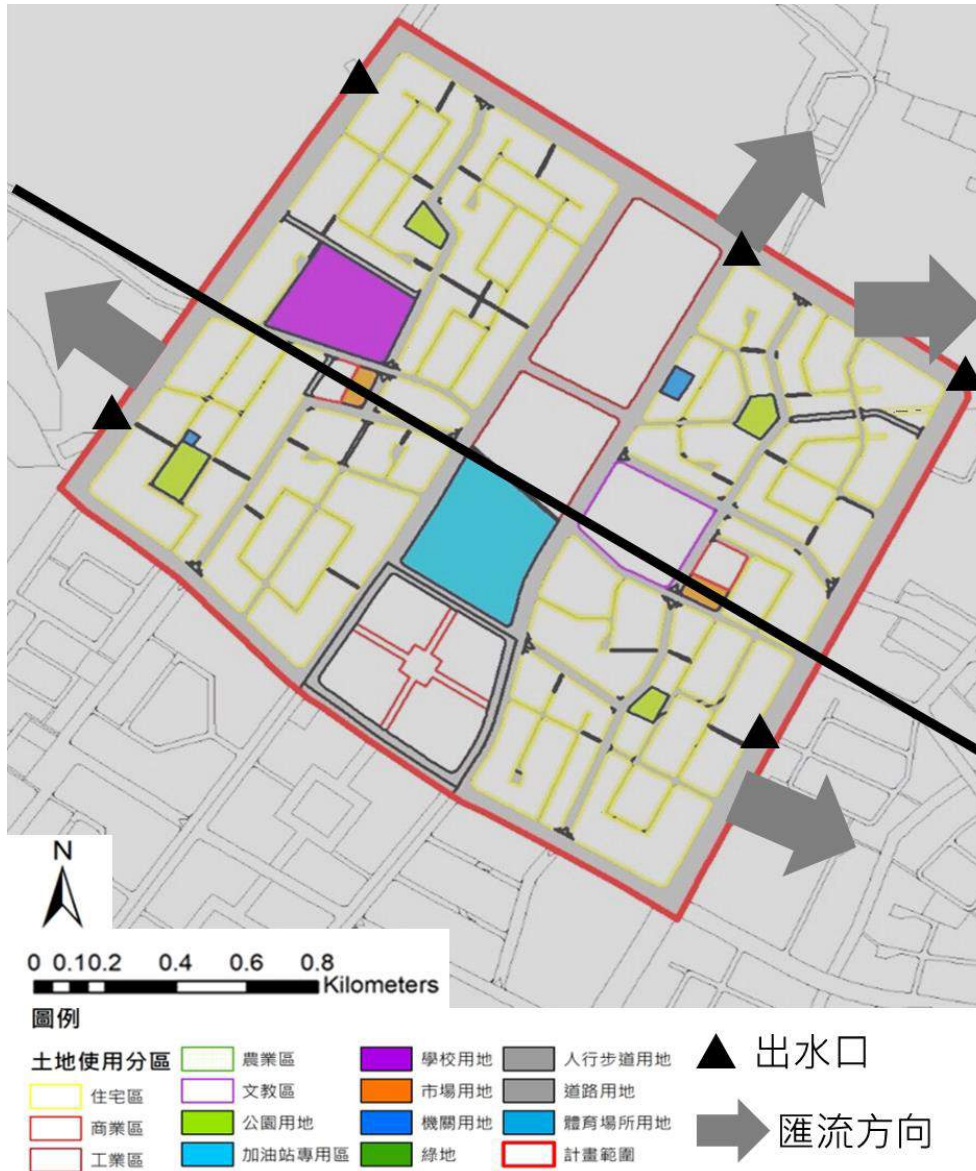 N
0 0.10.2 0.4 0.6 0.8
Kilometers
圖例
土地使用分區
住宅區
商業區
工業區
農業區
文教區
公園用地
加油站專用區
學校用地
市場用地
機關用地
綠地
人行步道用地
道路用地
體育場所用地
計畫範圍
出水口
匯流方向